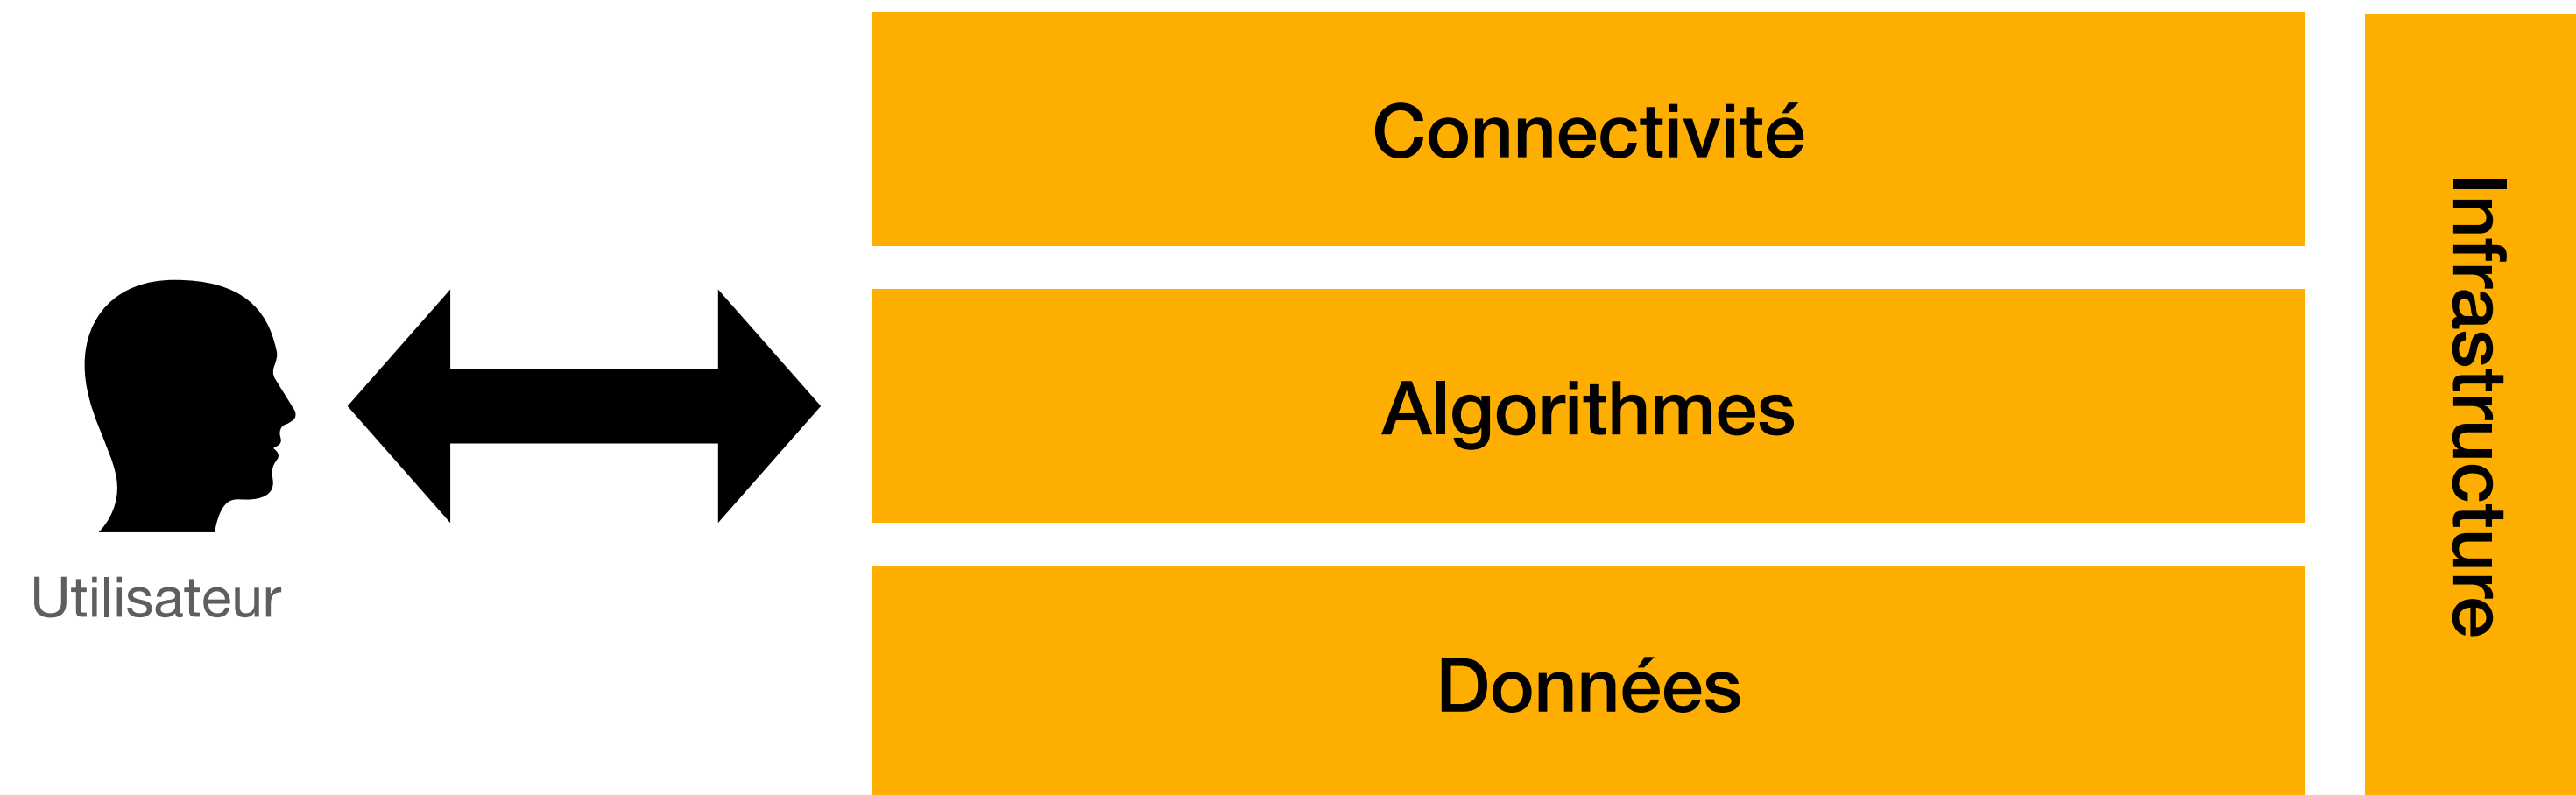 Connectivité
Algorithmes
Données
Infrastructure
Utilisateur